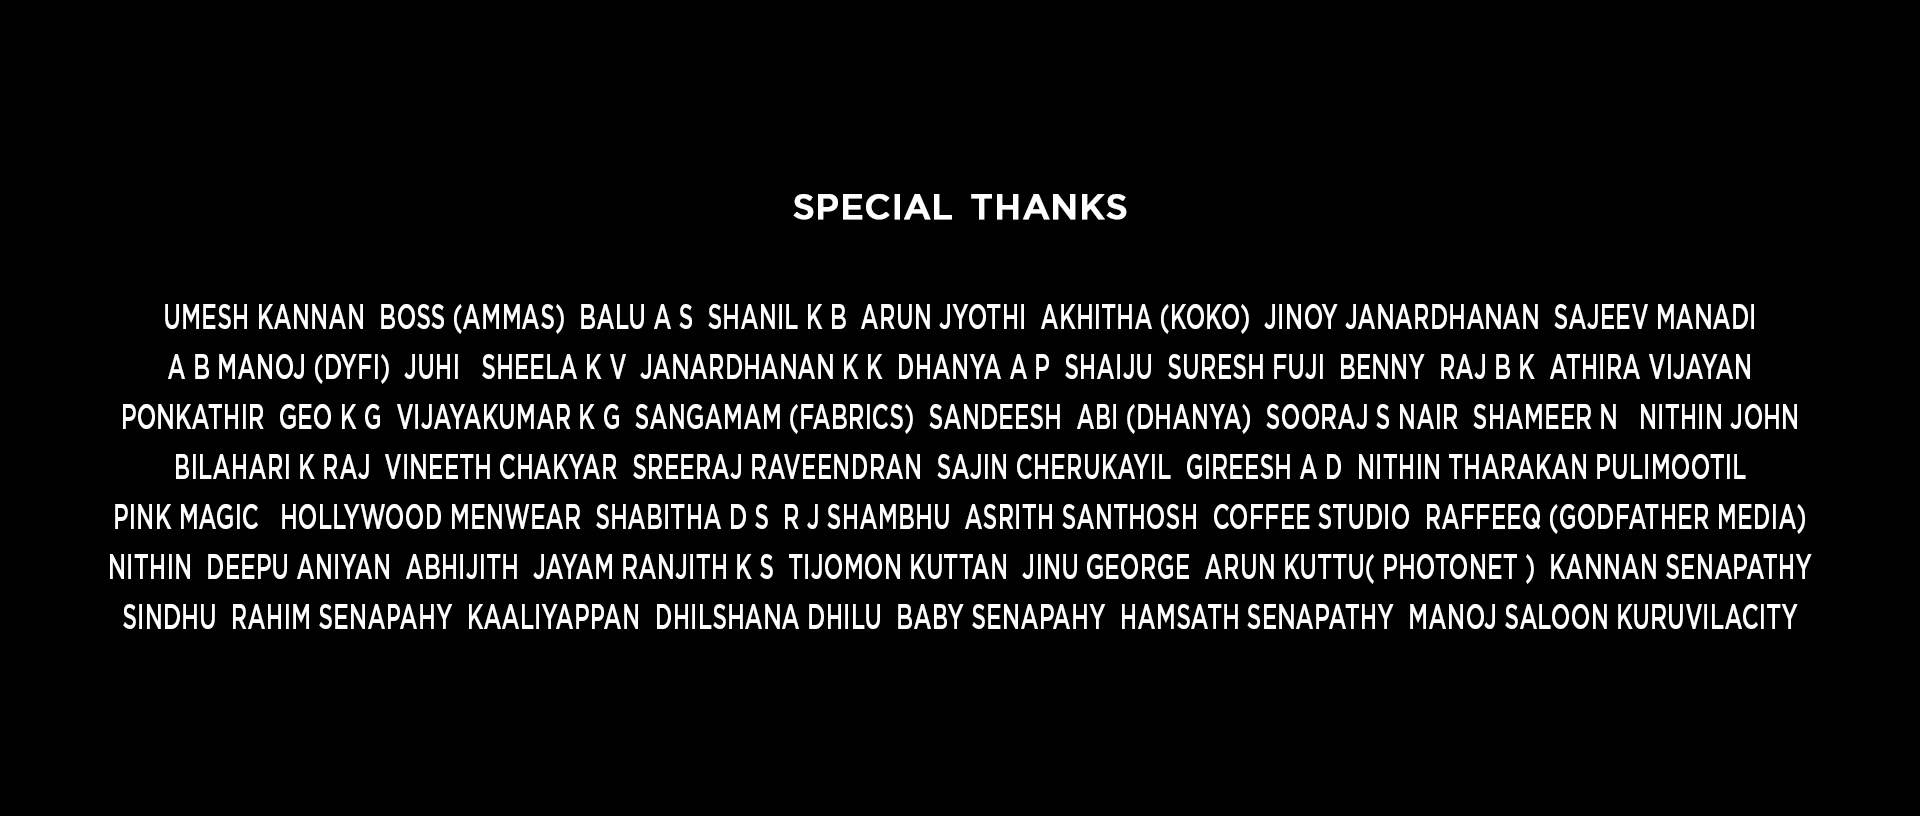 SPECIAL THANKS
UMESH KANNAN BOSS (AMMAS) BALU A S SHANIL K B ARUN JYOTHI AKHITHA (KOKO) JINOY JANARDHANAN SAJEEV MANADI
A B MANOJ (DYFI) JUHI SHEELA K V JANARDHANAN K K DHANYA A P SHAIJU SURESH FUJI BENNY RAJ B K ATHIRA VIJAYAN
PONKATHIR GEO K G VIJAYAKUMAR K G SANGAMAM (FABRICS) SANDEESH ABI (DHANYA) SOORAJ S NAIR SHAMEER N NITHIN JOHN
BILAHARI K RAJ VINEETH CHAKYAR SREERAJ RAVEENDRAN SAJIN CHERUKAYIL GIREESH A D NITHIN THARAKAN PULIMOOTIL
PINK MAGIC HOLLYWOOD MENWEAR SHABITHA D S R J SHAMBHU ASRITH SANTHOSH COFFEE STUDIO RAFFEEQ (GODFATHER MEDIA)
NITHIN DEEPU ANIYAN ABHIJITH JAYAM RANJITH K S TIJOMON KUTTAN JINU GEORGE ARUN KUTTU( PHOTONET ) KANNAN SENAPATHY
SINDHU RAHIM SENAPAHY KAALIYAPPAN DHILSHANA DHILU BABY SENAPAHY HAMSATH SENAPATHY MANOJ SALOON KURUVILACITY